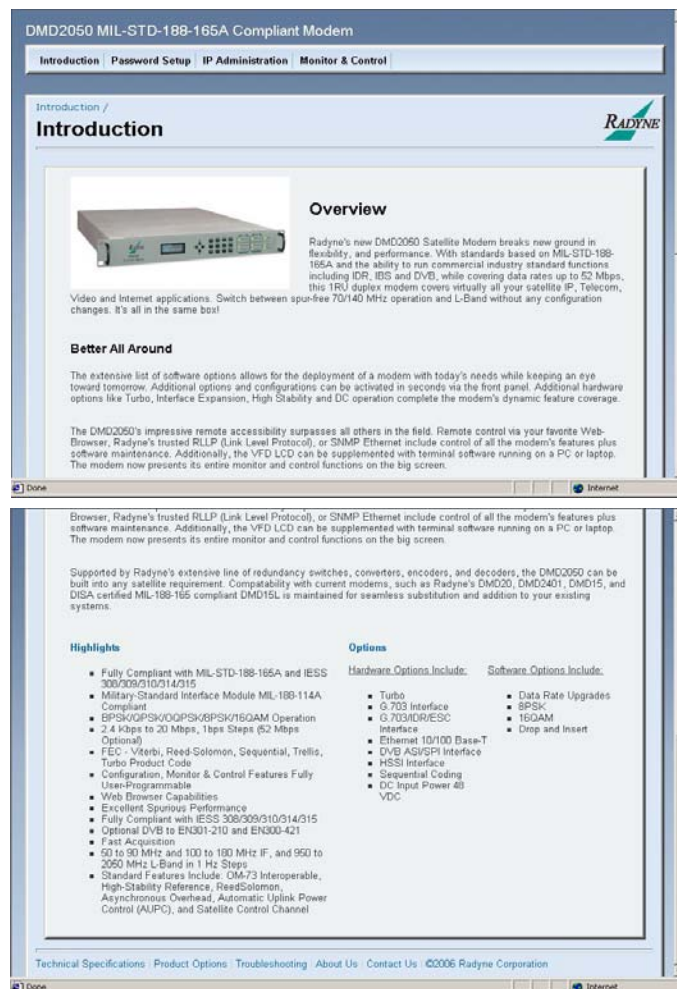 DMD2050 MIL-STD-188-165A Compliant Modem
Introduction Password Setup IP Administration Monitor & Control
Introduction /
Introduction
RADYNE
Overview
Radyne's new DMD2050 Satellite Modem breaks new ground in
flexibility, and performance. With standards based on MIL-STD-188-
165A and the ability to run commercial industry standard functions
including IDR, IBS and DVB, while covering data rates up to 52 Mbps,
this 1RU duplex modem covers virtually all your satellite IP, Telecom,
Video and Internet applications. Switch between spur-free 70/140 MHz operation and L-Band without any configuration
changes. It's all in the same box!
Better All Around
The extensive list of software options allows for the deployment of a modem with today's needs while keeping an eye
toward tomorrow. Additional options and configurations can be activated in seconds via the front panel. Additional hardware
options like Turbo, Interface Expansion, High Stability and DC operation complete the modem's dynamic feature coverage.
The DMD2050's impressive remote accessibility surpasses all others in the field. Remote control via your favorite Web-
Browser, Radyne's trusted RLLP (Link Level Protocol), or SNMP Ethernet include control of all the modem's features plus
software maintenance. Additionally, the VFD LCD can be supplemented with terminal software running on a PC or laptop.
The modem now presents its entire monitor and control functions on the big screen.
Done
Internet
Browser, Radyne's trusted RLLP (Link Level Protocol), or SNMP Ethernet include control of all the modem's features plus
software maintenance. Additionally, the VFD LCD can be supplemented with terminal software running on a PC or laptop.
The modem now presents its entire monitor and control functions on the big screen.
Supported by Radyne's extensive line of redundancy switches, converters, encoders, and decoders, the DMD2050 can be
built into any satellite requirement. Compatability with current modems, such as Radyne's DMD20, DMD2401, DMD15, and
DISA certified MIL-188-165 compliant DMD15L is maintained for seamless substitution and addition to your existing
systems.
Highlights
Fully Compliant with MIL-STD-188-165A and IESS
308/309/310/314/315
Military-Standard Interface Module MIL-188-114A
Compliant
BPSK/QPSK/OQPSK/8PSK/16QAM Operation
2.4 Kbps to 20 Mbps, 1bps Steps (52 Mbps
Optional)
FEC - Viterbi, Reed-Solomon, Sequential, Trellis,
Turbo Product Code
Configuration, Monitor & Control Features Fully
User-Programmable
Web Browser Capabilities
Excellent Spurious Performance
Fully Compliant with IESS 308/309/310/314/315
Optional DVB to EN301-210 and EN300-421
Fast Acquisition
50 to 90 MHz and 100 to 180 MHz IF, and 950 to
2050 MHz L-Band in 1 Hz Steps
Standard Features Include: OM-73 Interoperable,
High-Stability Reference, ReedSolomon,
Asynchronous Overhead, Automatic Uplink Power
Control (AUPC), and Satellite Control Channel
Options
Hardware Options Include:
Turbo
G.703 Interface
G.703/IDR/ESC
Interface
Ethernet 10/100 Base-T
DVB ASI/SPI Interface
HSSI Interface
Sequential Coding
DC Input Power 48
VDC
Software Options Include:
Data Rate Upgrades
8PSK
16QAM
Drop and Insert
Technical Specifications Product Options Troubleshooting About Us Contact Us ©2006 Radyne Corporation
Done
Internet